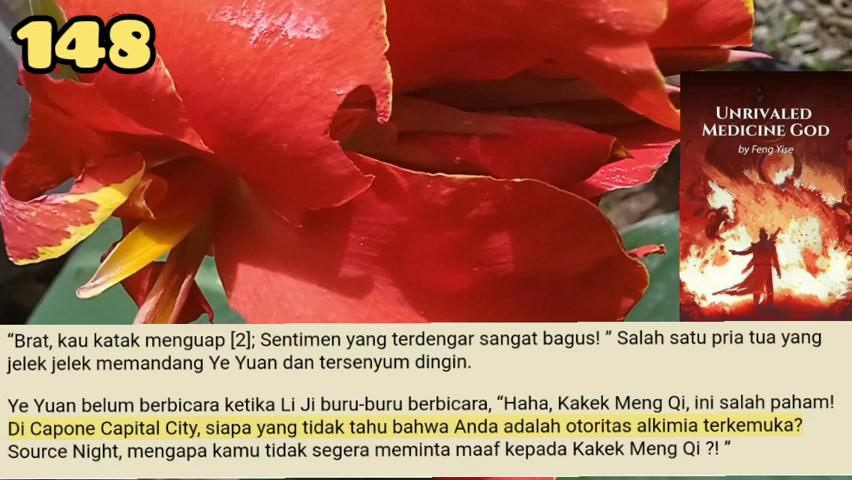 148
UNRIVALED
MEDICINE GOD
by Feng Yise
“Brat, kau katak menguap [2]; Sentimen yang terdengar sangat bagus! ” Salah satu pria tua yang
jelek jelek memandang Ye Yuan dan tersenyum dingin.
Ye Yuan belum berbicara ketika Li Ji buru-buru berbicara, “Haha, Kakek Meng Qi, ini salah paham!
Di Capone Capital City, siapa yang tidak tahu bahwa Anda adalah otoritas alkimia terkemuka?
Source Night, mengapa kamu tidak segera meminta maaf kepada Kakek Meng Qi ?! ”